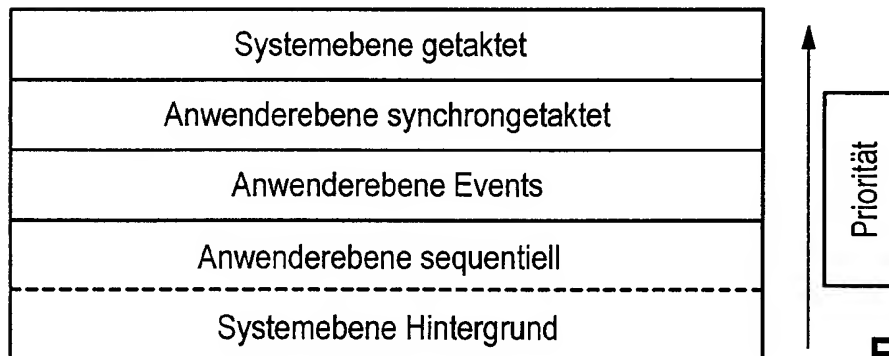 Systemebene getaktet
Anwenderebene synchrongetaktet
Anwenderebene Events
Anwenderebene sequentiell
Systemebene Hintergrund
Priorität